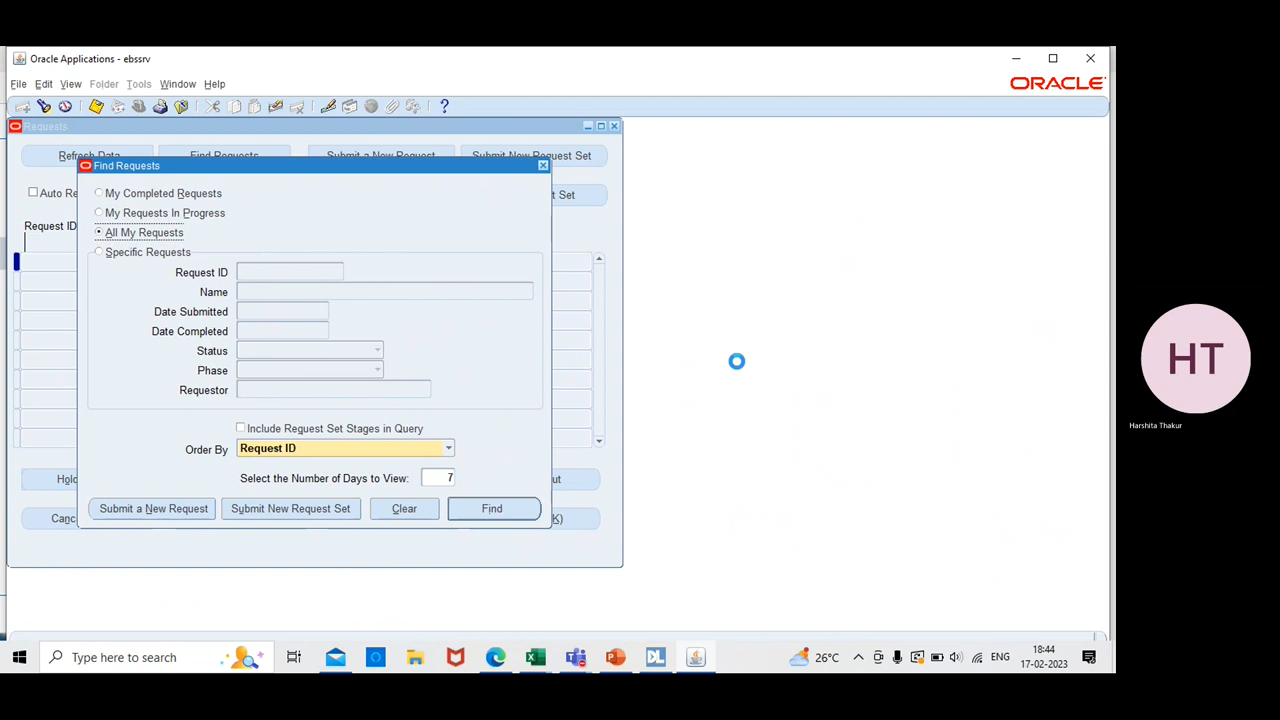 Oracle Applications - ebssrv
File Edit View Folder Tools Window Help
ORACLE
Requests
Refresh Data Find Requests Submit a New Request Submit New Request Set
Find Requests
Auto Re
My Completed Requests
Set
My Requests In Progress
Request ID
All My Requests
Specific Requests
Request ID
Name
Date Submitted
Date Completed
Status
Phase
Requestor
Include Request Set Stages in Query
Order By Request ID
Select the Number of Days to View: 7
Hold
ut
Submit a New Request Submit New Request Set Clear Find
Canc
K)
HT
Harshita Thakur
Type here to search
26°C
ENG
18:44
17-02-2023